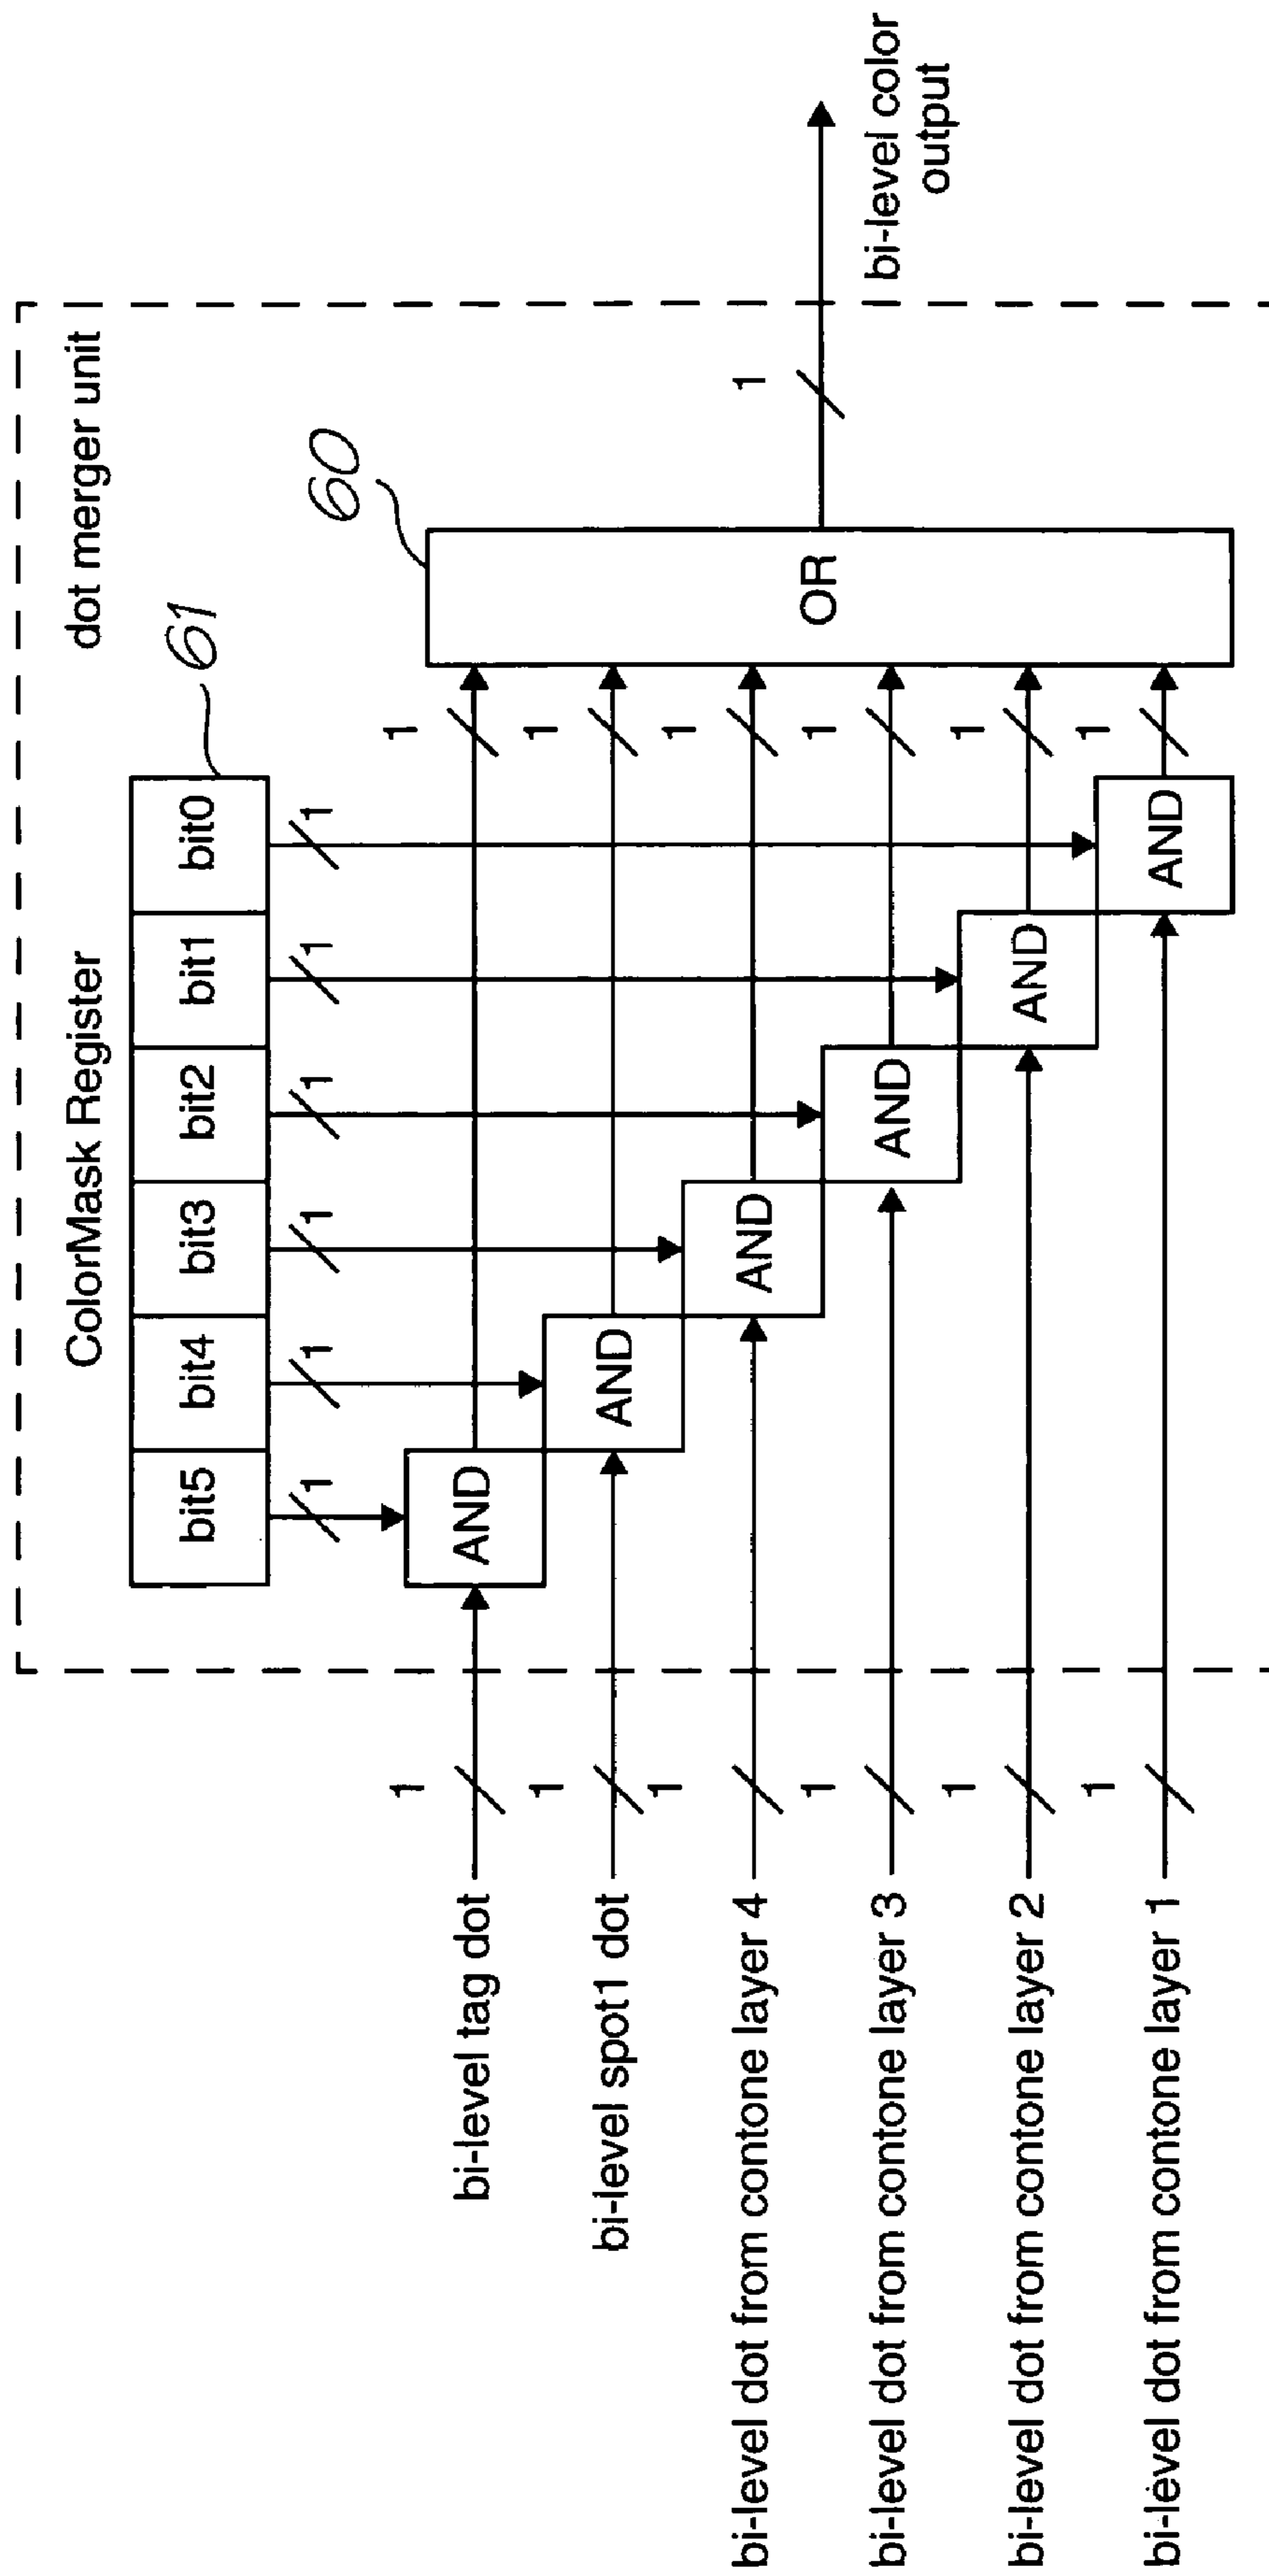 dot merger unit
ColorMask Register
61
bit5 bit4 bit3 bit2 bit1 bit0
1 1 1 1 1 1
60
bi-level tag dot 1 AND 1
bi-level spot1 dot 1 AND 1
bi-level dot from contone layer 4 1 AND 1
bi-level dot from contone layer 3 1 AND 1
bi-level dot from contone layer 2 1 AND 1
bi-level dot from contone layer 1 1 AND 1
OR
1
bi-level color
output